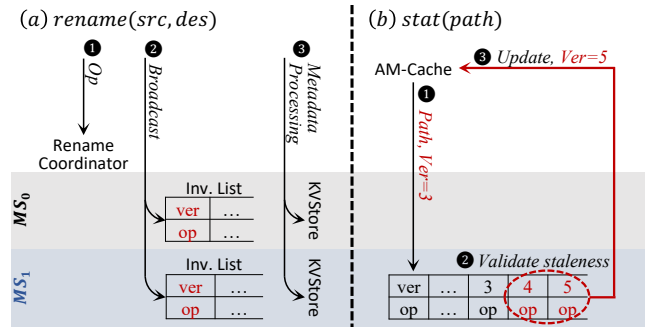 (a) rename(src, des)
❶ Op
❷ Broadcast
❸ Metadata
Processing
Rename
Coordinator
MS0
Inv. List
ver …
op …
KVStore
MS1
Inv. List
ver …
op …
KVStore
(b) stat(path)
❸ Update, Ver=5
AM-Cache
❶ Path, Ver=3
❷ Validate staleness
ver … 3 4 5
op … op op op